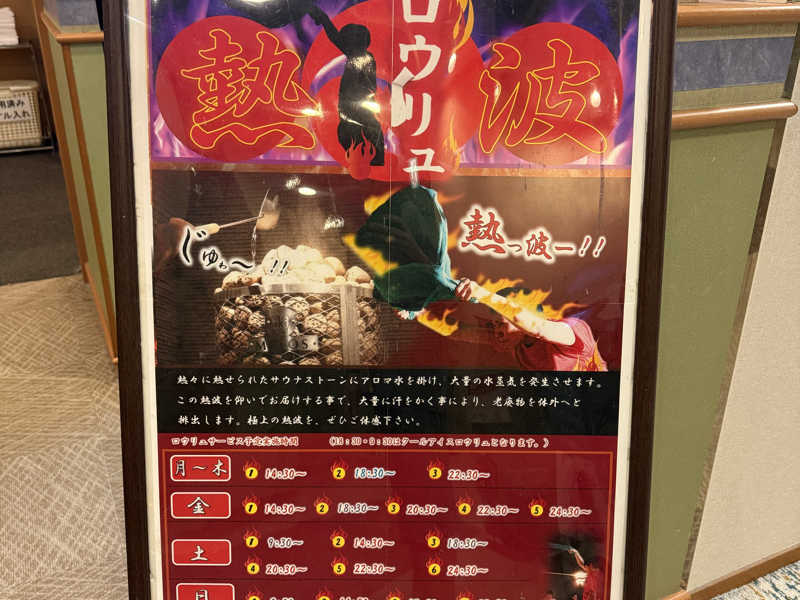 熱
ロウリュ
波
用済み
ル入れ
じゅゎ〜!!
熱っ波ー!!
熱々に熱せられたサウナストーンにアロマ水を掛け、大量の水蒸気を発生させます。
この熱波を仰いでお届けする事で、大量に汗をかく事により、老廃物を体外へと
排出します。極上の熱波を、ぜひご体感下さい。
ロウリュサービス予定実施時間 (18:30・9:30はクールアイスロウリュとなります。)
月〜木 1 14:30〜 2 18:30〜 3 22:30〜
金 1 14:30〜 2 18:30〜 3 20:30〜 4 22:30〜 5 24:30〜
土 1 9:30〜 2 14:30〜 3 18:30〜
4 20:30〜 5 22:30〜 6 24:30〜
日